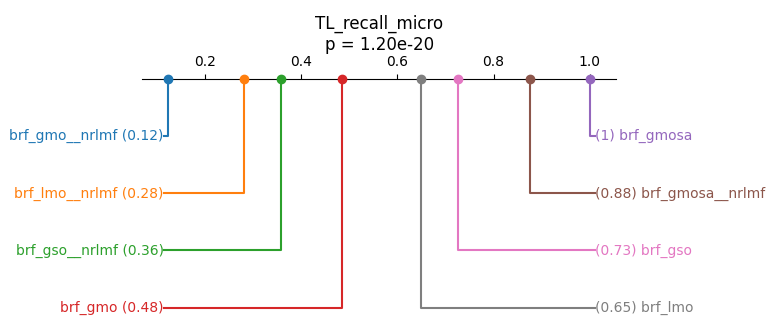 TL_recall_micro
p = 1.20e-20
0.2 0.4 0.6 0.8 1.0
brf_gmo__nrlmf (0.12) (1) brf_gmosa
brf_lmo__nrlmf (0.28) (0.88) brf_gmosa__nrlmf
brf_gso__nrlmf (0.36) (0.73) brf_gso
brf_gmo (0.48) (0.65) brf_lmo